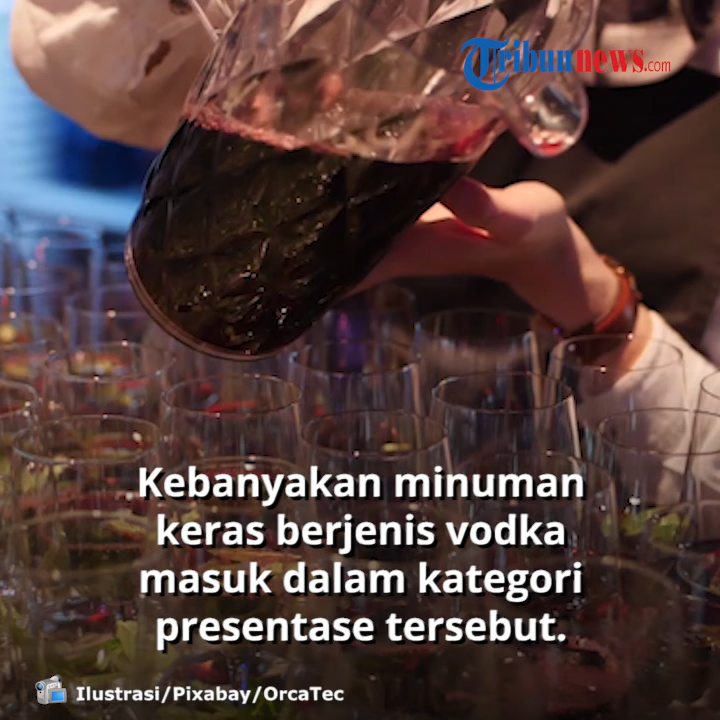 Tribunnews.com
Kebanyakan minuman
keras berjenis vodka
masuk dalam kategori
presentase tersebut.
Ilustrasi/Pixabay/OrcaTec